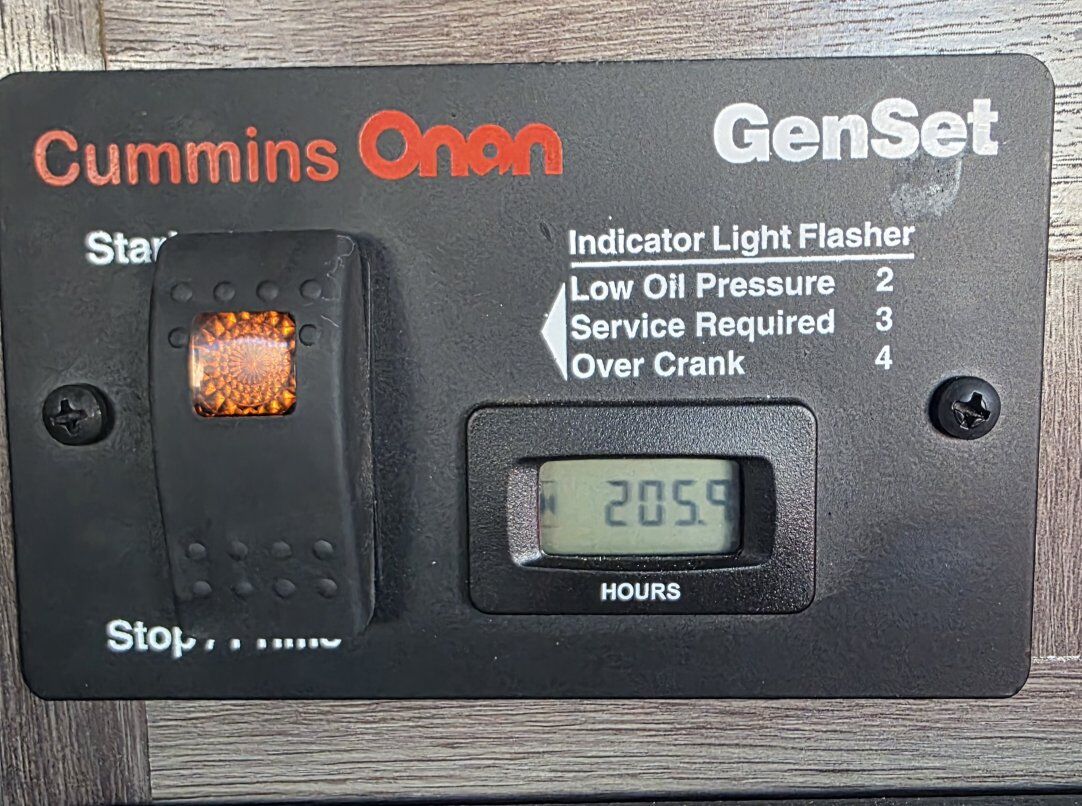 Cummins Onan GenSet
Indicator Light Flasher
Low Oil Pressure 2
Service Required 3
Over Crank 4
205.9
HOURS